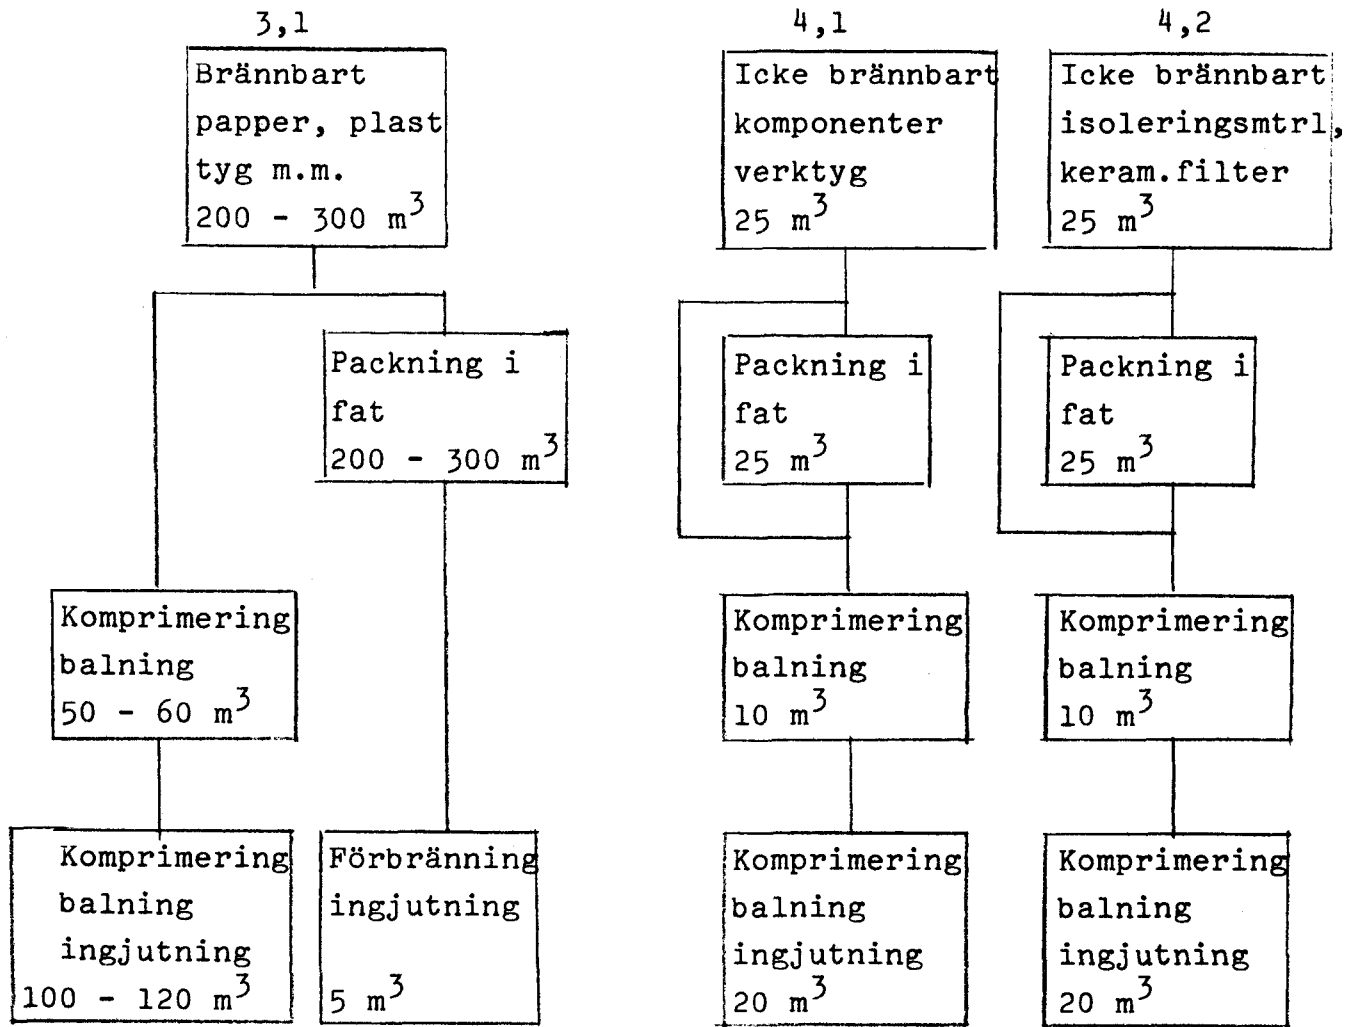 3,1
Brännbart
papper, plast
tyg m.m.
200 - 300 m³
Packning i
fat
200 - 300 m³
Komprimering
balning
50 - 60 m³
Komprimering
balning
ingjutning
100 - 120 m³
Förbränning
ingjutning
5 m³
4,1
Icke brännbart
komponenter
verktyg
25 m³
Packning i
fat
25 m³
Komprimering
balning
10 m³
Komprimering
balning
ingjutning
20 m³
4,2
Icke brännbart
isoleringsmtrl,
keram.filter
25 m³
Packning i
fat
25 m³
Komprimering
balning
10 m³
Komprimering
balning
ingjutning
20 m³